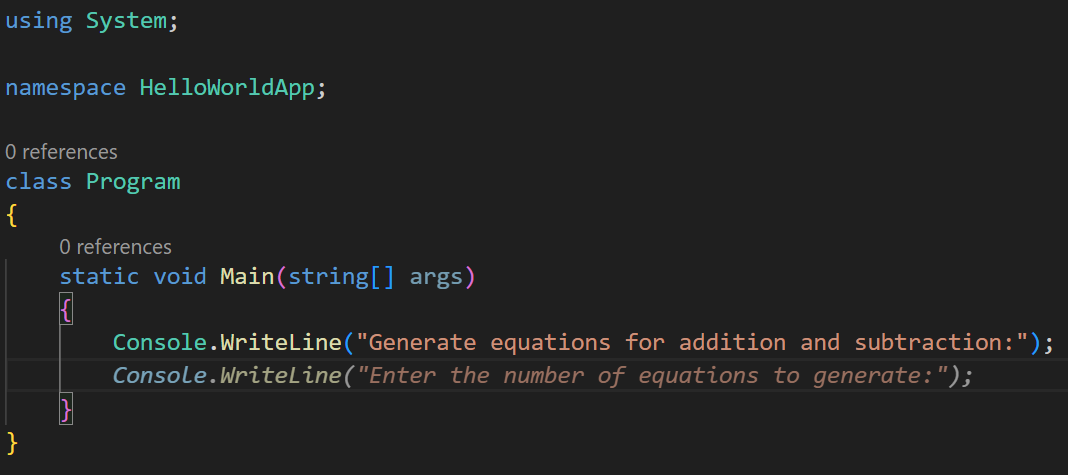 using System;
namespace HelloWorldApp;
0 references
class Program
{
0 references
static void Main(string[] args)
{
Console.WriteLine("Generate equations for addition and subtraction:");
Console.WriteLine("Enter the number of equations to generate:");
}
}